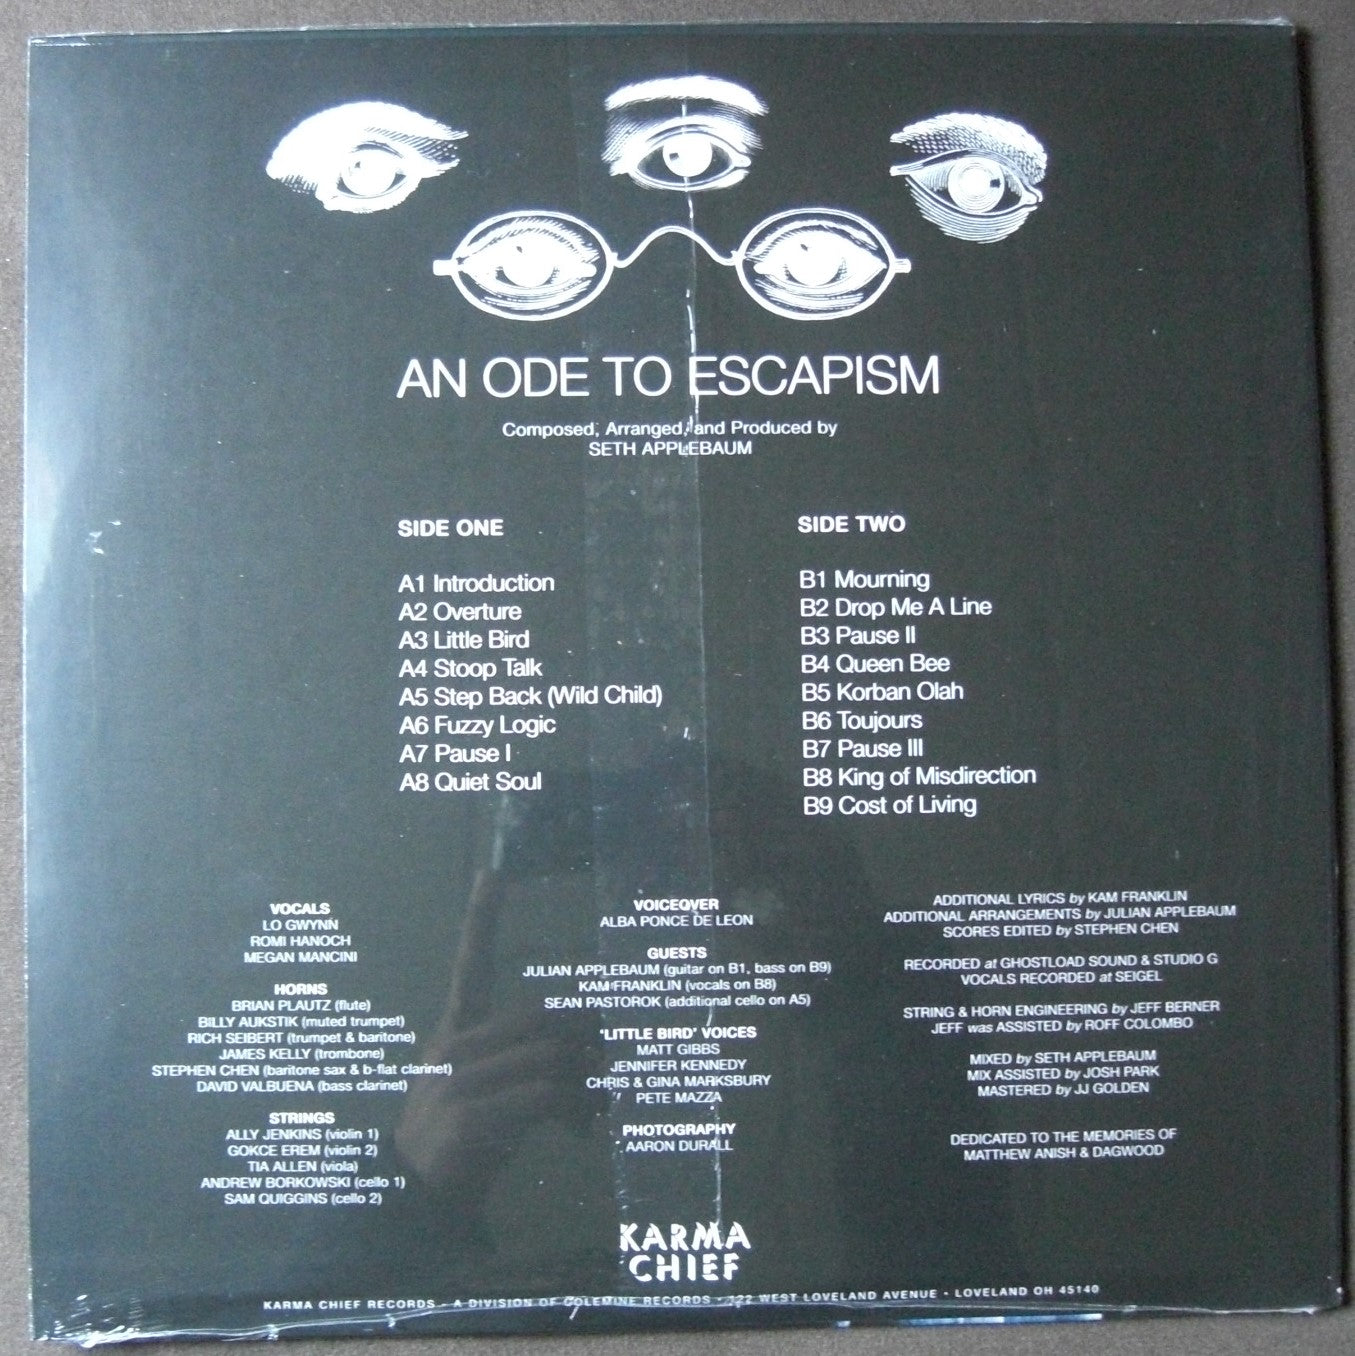 AN ODE TO ESCAPISM
Composed, Arranged, and Produced by
SETH APPLEBAUM
SIDE ONE
A1 Introduction
A2 Overture
A3 Little Bird
A4 Stoop Talk
A5 Step Back (Wild Child)
A6 Fuzzy Logic
A7 Pause I
A8 Quiet Soul
SIDE TWO
B1 Mourning
B2 Drop Me A Line
B3 Pause II
B4 Queen Bee
B5 Korban Olah
B6 Toujours
B7 Pause III
B8 King of Misdirection
B9 Cost of Living
VOCALS
LO GWYNN
ROMI HANOCH
MEGAN MANCINI
HORNS
BRIAN PLAUTZ (flute)
BILLY AUKSTIK (muted trumpet)
RICH SEIBERT (trumpet & baritone)
JAMES KELLY (trombone)
STEPHEN CHEN (baritone sax & b-flat clarinet)
DAVID VALBUENA (bass clarinet)
STRINGS
ALLY JENKINS (violin 1)
GOKCE EREM (violin 2)
TIA ALLEN (viola)
ANDREW BORKOWSKI (cello 1)
SAM QUIGGINS (cello 2)
VOICEOVER
ALBA PONCE DE LEON
GUESTS
JULIAN APPLEBAUM (guitar on B1, bass on B9)
KAM FRANKLIN (vocals on B8)
SEAN PASTOROK (additional cello on A5)
'LITTLE BIRD' VOICES
MATT GIBBS
JENNIFER KENNEDY
CHRIS & GINA MARKSBURY
PETE MAZZA
PHOTOGRAPHY
AARON DURALL
ADDITIONAL LYRICS by KAM FRANKLIN
ADDITIONAL ARRANGEMENTS by JULIAN APPLEBAUM
SCORES EDITED by STEPHEN CHEN
RECORDED at GHOSTLOAD SOUND & STUDIO G
VOCALS RECORDED at SEIGEL
STRING & HORN ENGINEERING by JEFF BERNER
JEFF was ASSISTED by ROFF COLOMBO
MIXED by SETH APPLEBAUM
MIX ASSISTED by JOSH PARK
MASTERED by JJ GOLDEN
DEDICATED TO THE MEMORIES OF
MATTHEW ANISH & DAGWOOD
KARMA
CHIEF
KARMA CHIEF RECORDS • A DIVISION OF COLEMINE RECORDS • 122 WEST LOVELAND AVENUE • LOVELAND OH 45140